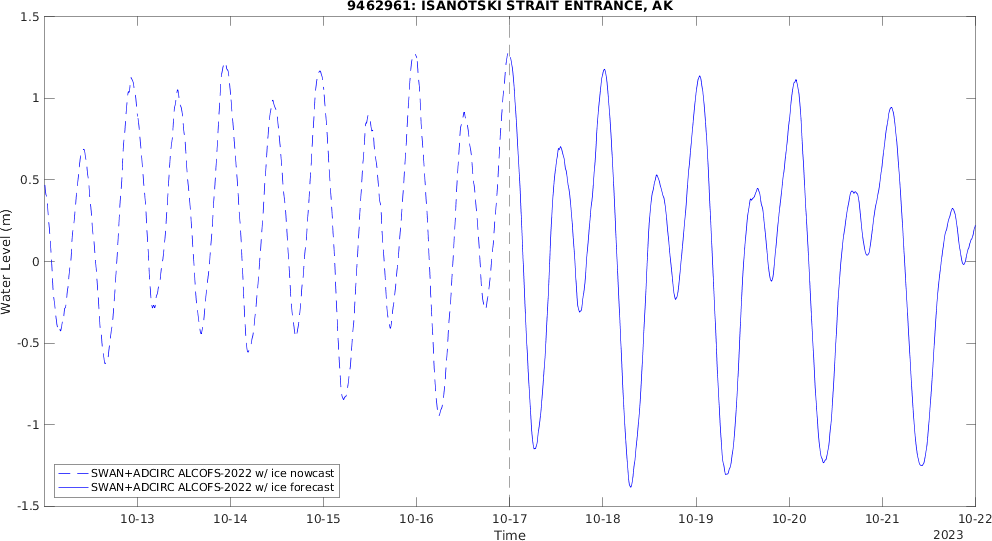 9462961: ISANOTSKI STRAIT ENTRANCE, AK
1.5
1
0.5
0
-0.5
-1
-1.5
Water Level (m)
SWAN+ADCIRC ALCOFS-2022 w/ ice nowcast
SWAN+ADCIRC ALCOFS-2022 w/ ice forecast
10-13 10-14 10-15 10-16 10-17 10-18 10-19 10-20 10-21 10-22
Time
2023